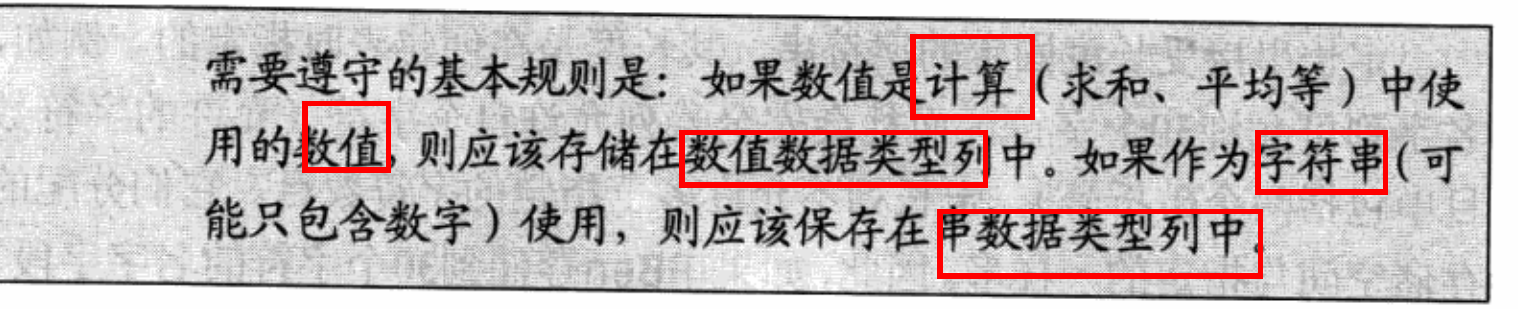 需要遵守的基本规则是：如果数值是计算（求和、平均等）中使
用的数值，则应该存储在数值数据类型列中。如果作为字符串（可
能只包含数字）使用，则应该保存在串数据类型列中。